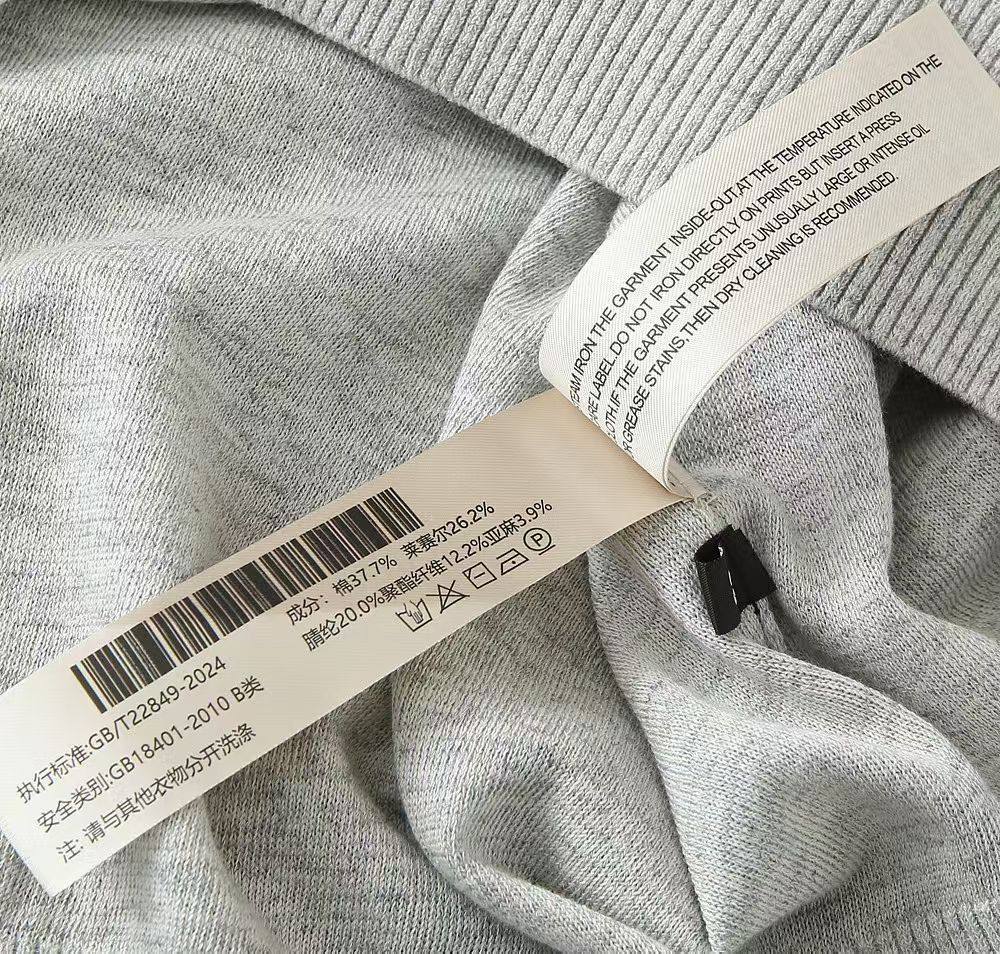 IRON THE GARMENT INSIDE-OUT,AT THE TEMPERATURE INDICATED ON THE
LABEL.DO NOT IRON DIRECTLY ON PRINTS BUT INSERT A PRESS
IF THE GARMENT PRESENTS UNUSUALLY LARGE OR INTENSE OIL
GREASE STAINS,THEN DRY CLEANING IS RECOMMENDED.
成分：棉37.7% 莱赛尔26.2%
腈纶20.0%聚酯纤维12.2%亚麻3.9%
P
执行标准:GB/T22849-2024
安全类别:GB18401-2010 B类
注: 请与其他衣物分开洗涤